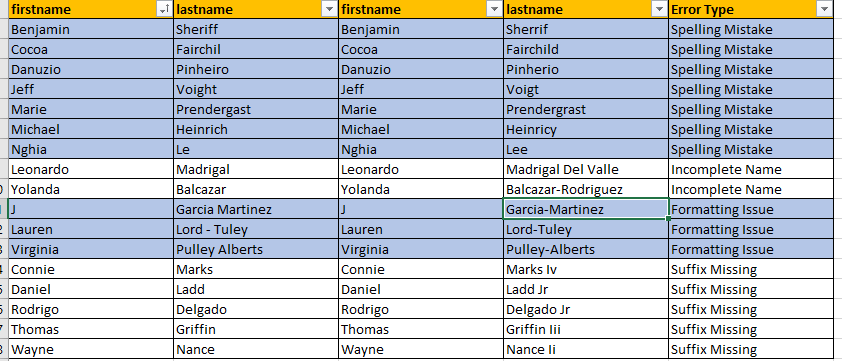 firstname lastname firstname lastname Error Type
Benjamin Sheriff Benjamin Sherrif Spelling Mistake
Cocoa Fairchil Cocoa Fairchild Spelling Mistake
Danuzio Pinheiro Danuzio Pinherio Spelling Mistake
Jeff Voight Jeff Voigt Spelling Mistake
Marie Prendergast Marie Prendergrast Spelling Mistake
Michael Heinrich Michael Heinricy Spelling Mistake
Nghia Le Nghia Lee Spelling Mistake
Leonardo Madrigal Leonardo Madrigal Del Valle Incomplete Name
Yolanda Balcazar Yolanda Balcazar-Rodriguez Incomplete Name
J Garcia Martinez J Garcia-Martinez Formatting Issue
Lauren Lord - Tuley Lauren Lord-Tuley Formatting Issue
Virginia Pulley Alberts Virginia Pulley-Alberts Formatting Issue
Connie Marks Connie Marks Iv Suffix Missing
Daniel Ladd Daniel Ladd Jr Suffix Missing
Rodrigo Delgado Rodrigo Delgado Jr Suffix Missing
Thomas Griffin Thomas Griffin Iii Suffix Missing
Wayne Nance Wayne Nance Ii Suffix Missing